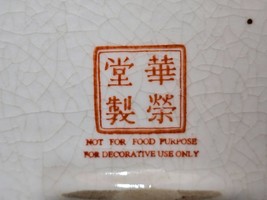 華榮
堂製
NOT FOR FOOD PURPOSE
FOR DECORATIVE USE ONLY